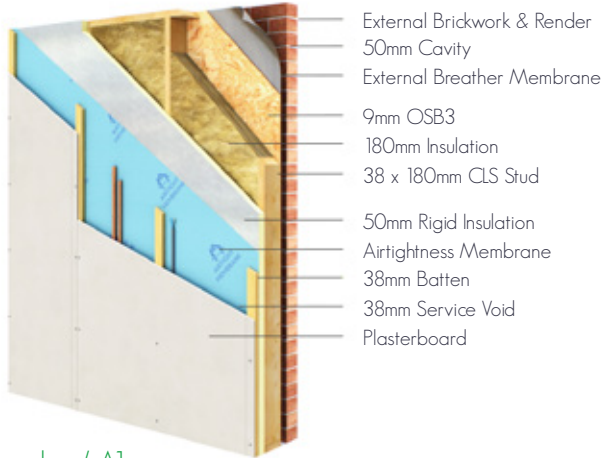 External Brickwork & Render
50mm Cavity
External Breather Membrane
9mm OSB3
180mm Insulation
38 x 180mm CLS Stud
50mm Rigid Insulation
Airtightness Membrane
38mm Batten
38mm Service Void
Plasterboard